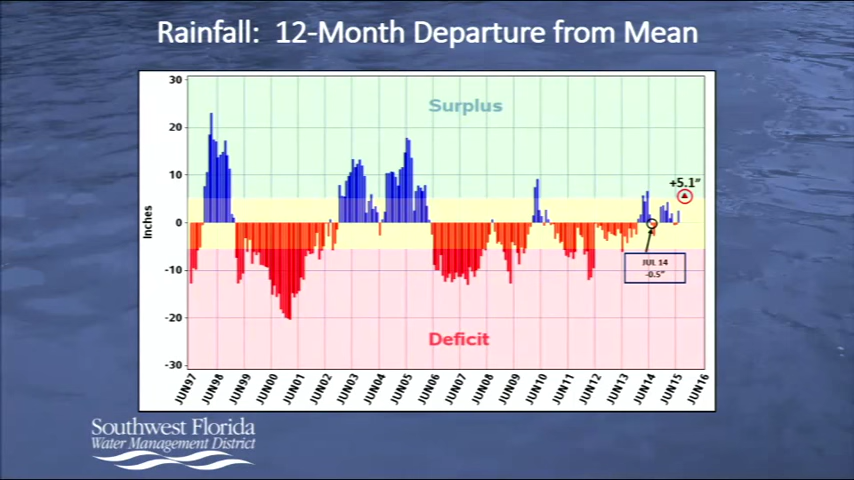 Rainfall: 12-Month Departure from Mean
30
Surplus
20
10
+5.1"
Inches
0
JUL 14
-0.5"
-10
-20
Deficit
-30
JUN97 JUN98 JUN99 JUN00 JUN01 JUN02 JUN03 JUN04 JUN05 JUN06 JUN07 JUN08 JUN09 JUN10 JUN11 JUN12 JUN13 JUN14 JUN15 JUN16
Southwest Florida
Water Management District